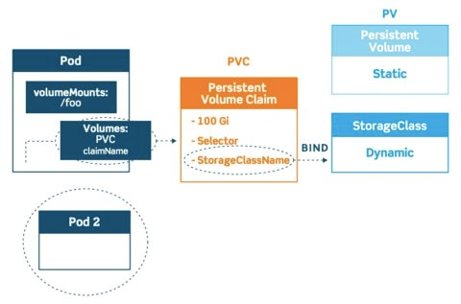 Pod
volumeMounts:
/foo
Volumes:
PVC
claimName
Pod 2
PVC
Persistent
Volume Claim
- 100 Gi
- Selector
- StorageClassName
BIND
PV
Persistent
Volume
Static
StorageClass
Dynamic